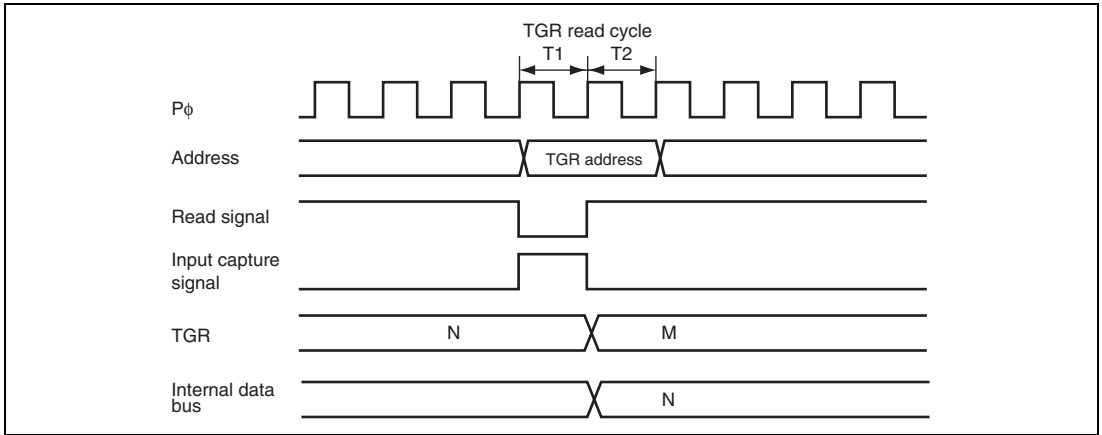 TGR read cycle
T1 T2
Pϕ
Address TGR address
Read signal
Input capture
signal
TGR N M
Internal data
bus N